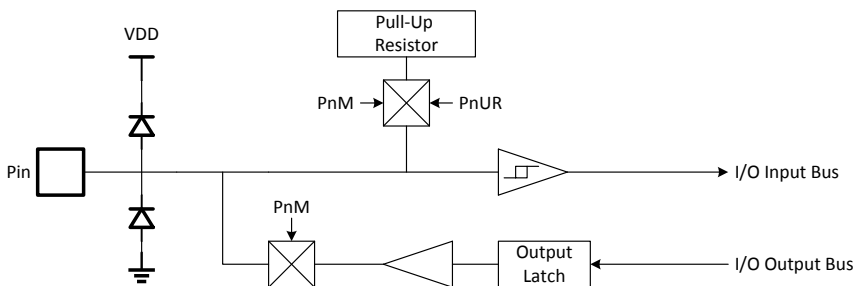 Pull-Up
Resistor
VDD
PnM
PnUR
Pin
I/O Input Bus
PnM
Output
Latch
I/O Output Bus